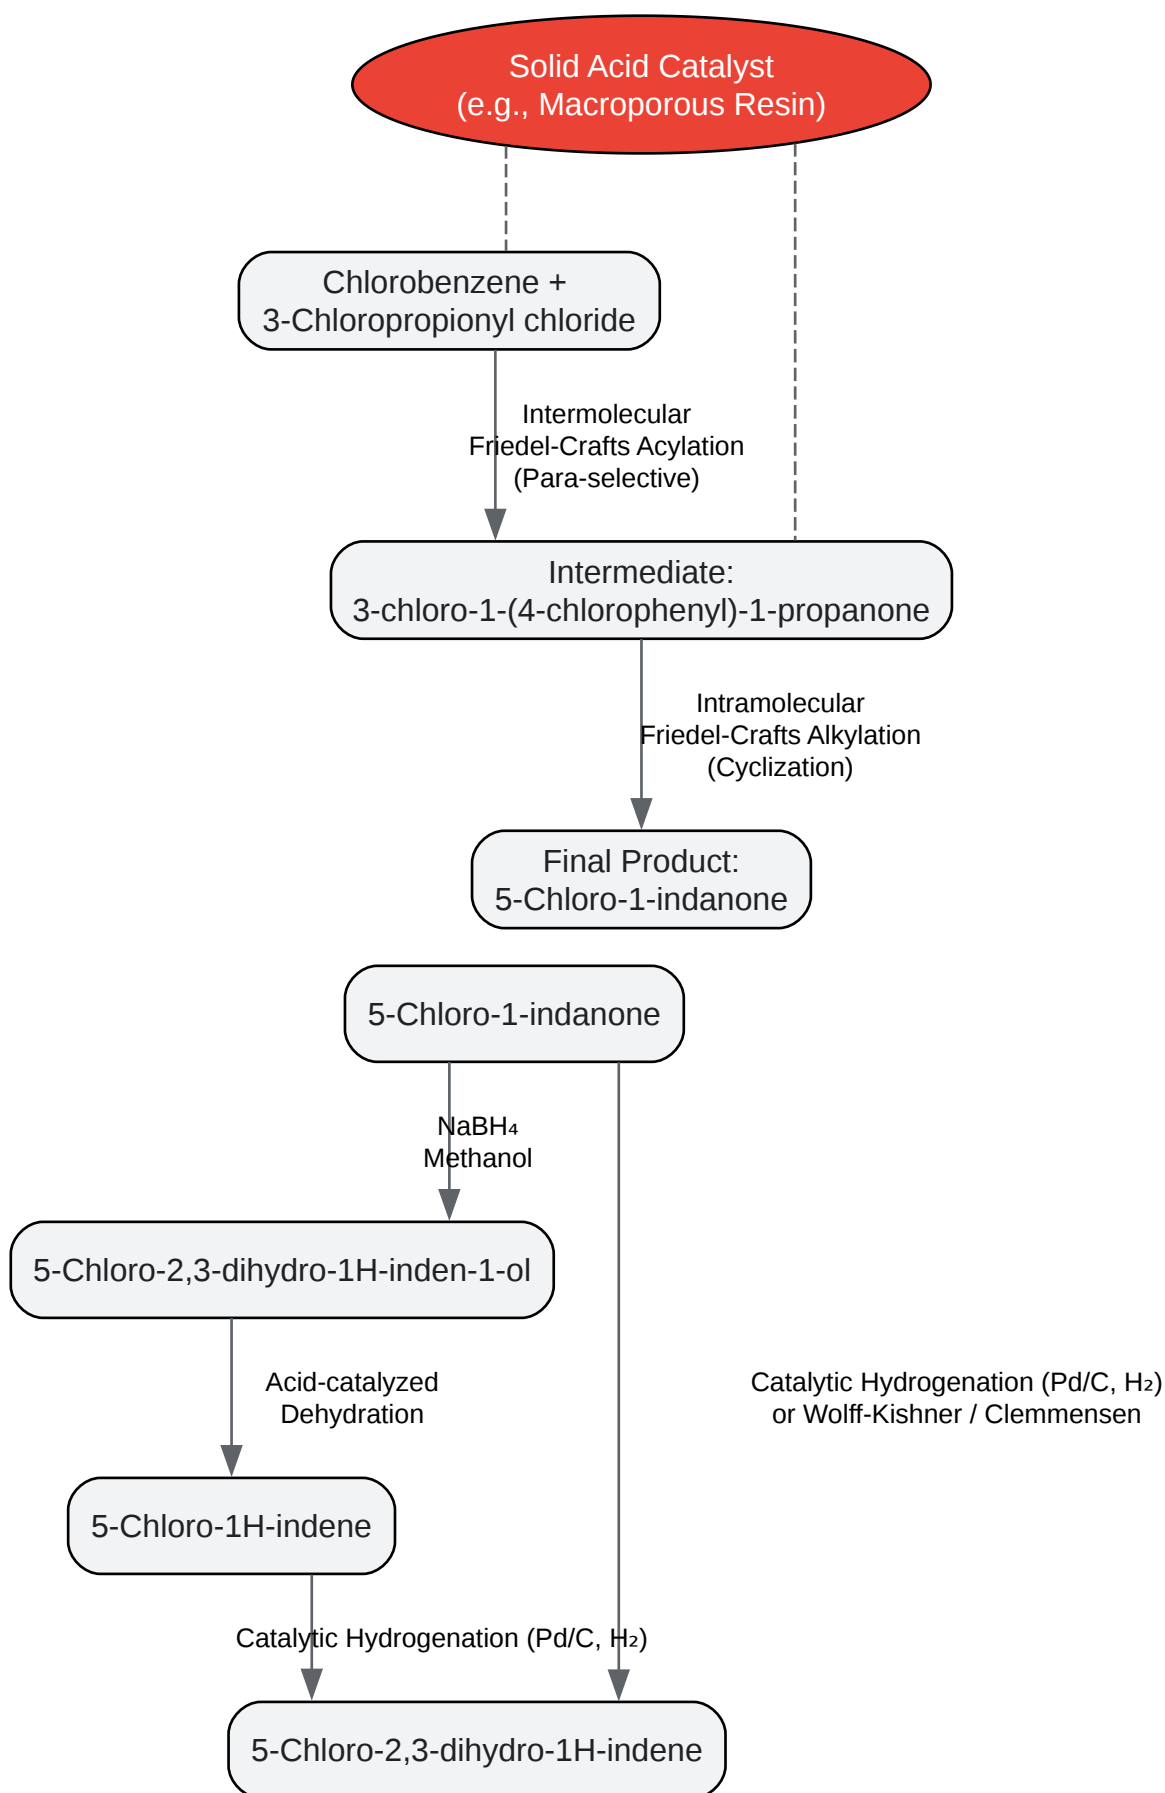 Solid Acid Catalyst
(e.g., Macroporous Resin)
Chlorobenzene +
3-Chloropropionyl chloride
Intermolecular
Friedel-Crafts Acylation
(Para-selective)
Intermediate:
3-chloro-1-(4-chlorophenyl)-1-propanone
Intramolecular
Friedel-Crafts Alkylation
(Cyclization)
Final Product:
5-Chloro-1-indanone
5-Chloro-1-indanone
NaBH₄
Methanol
5-Chloro-2,3-dihydro-1H-inden-1-ol
Acid-catalyzed
Dehydration
Catalytic Hydrogenation (Pd/C, H₂)
or Wolff-Kishner / Clemmensen
5-Chloro-1H-indene
Catalytic Hydrogenation (Pd/C, H₂)
5-Chloro-2,3-dihydro-1H-indene